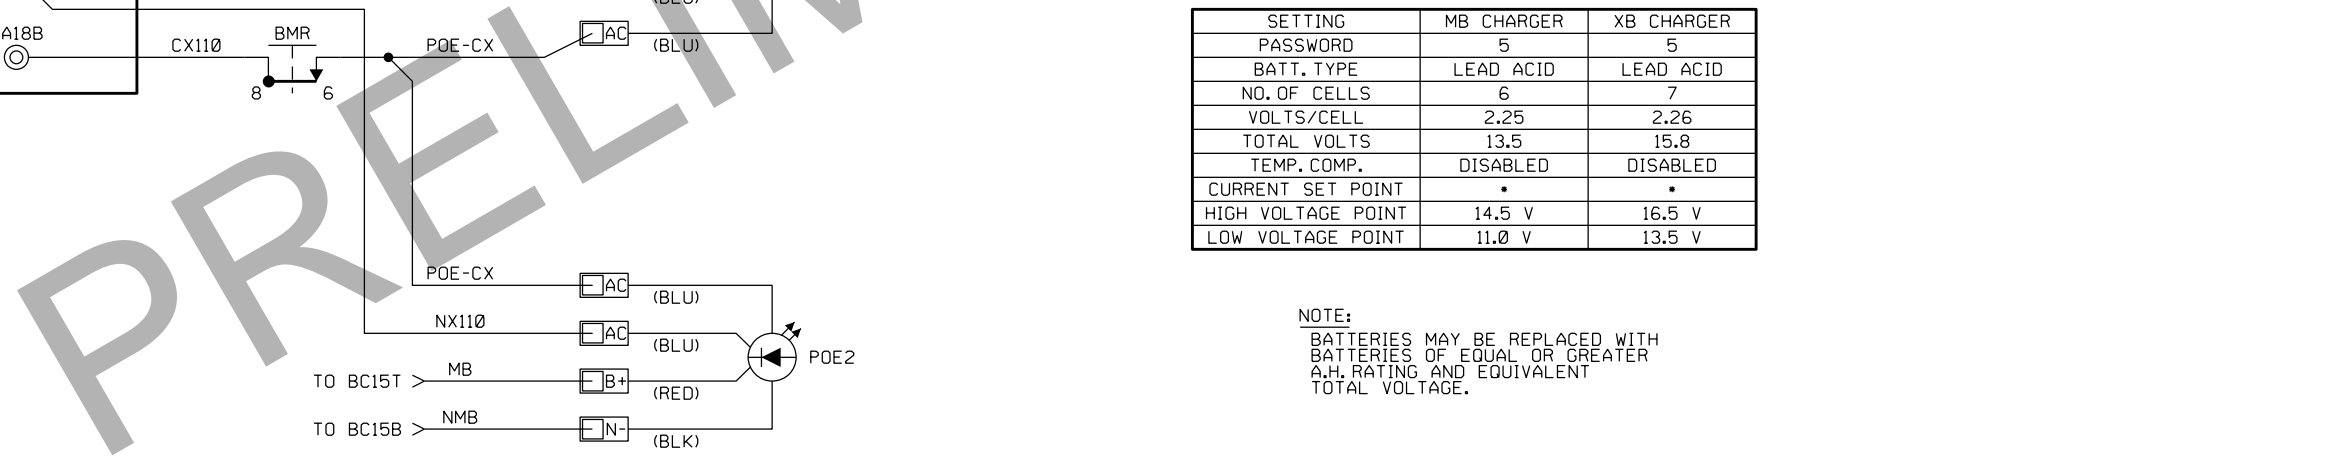 A18B
CX110
BMR
8
6
POE-CX
AC
(BLU)
POE-CX
AC
(BLU)
NX110
AC
(BLU)
POE2
TO BC15T
MB
B+
(RED)
TO BC15B
NMB
N-
(BLK)
PRELIM
SETTING MB CHARGER XB CHARGER
PASSWORD 5 5
BATT. TYPE LEAD ACID LEAD ACID
NO. OF CELLS 6 7
VOLTS/CELL 2.25 2.26
TOTAL VOLTS 13.5 15.8
TEMP. COMP. DISABLED DISABLED
CURRENT SET POINT * *
HIGH VOLTAGE POINT 14.5 V 16.5 V
LOW VOLTAGE POINT 11.0 V 13.5 V
NOTE:
BATTERIES MAY BE REPLACED WITH
BATTERIES OF EQUAL OR GREATER
A.H. RATING AND EQUIVALENT
TOTAL VOLTAGE.